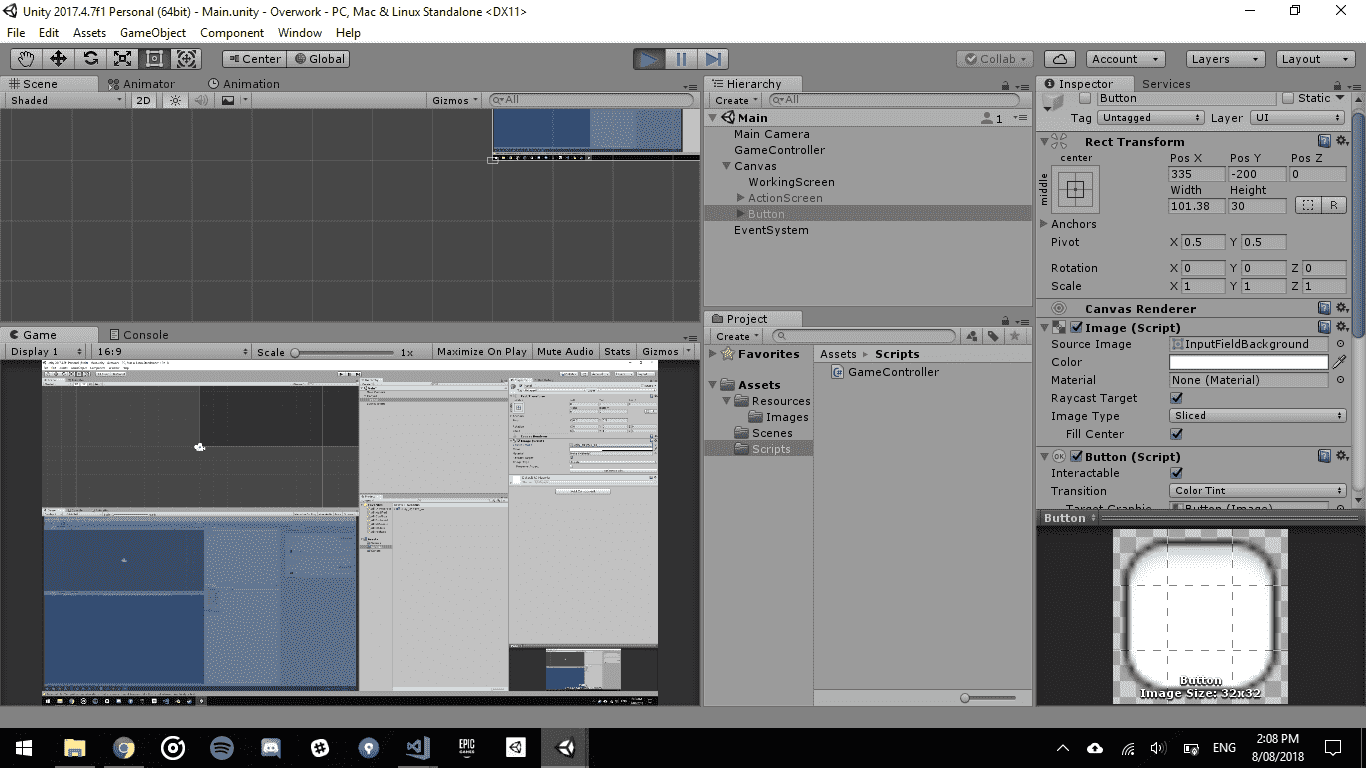 Unity 2017.4.7f1 Personal (64bit) - Main.unity - Overwork - PC, Mac & Linux Standalone <DX11>
File Edit Assets GameObject Component Window Help
Center Global Collab Account Layers Layout
Scene Animator Animation
Shaded 2D Gizmos All
Hierarchy
Create All
Main 1
Main Camera
GameController
Canvas
WorkingScreen
ActionScreen
Button
EventSystem
Inspector Services
Button Static
Tag Untagged Layer UI
Rect Transform
center Pos X Pos Y Pos Z
middle 335 -200 0
Width Height
101.38 30 R
Anchors
Pivot X 0.5 Y 0.5
Rotation X 0 Y 0 Z 0
Scale X 1 Y 1 Z 1
Canvas Renderer
Image (Script)
Source Image InputFieldBackground
Color
Material None (Material)
Raycast Target
Image Type Sliced
Fill Center
OK Button (Script)
Interactable
Transition Color Tint
Target Graphic Button (Image)
Button
Button
Image Size: 32x32
Game Console
Display 1 16:9 Scale 1x Maximize On Play Mute Audio Stats Gizmos
Project
Create
Favorites
Assets
Resources
Images
Scenes
Scripts
Assets Scripts
GameController
EPIC GAMES
ENG
2:08 PM
8/08/2018